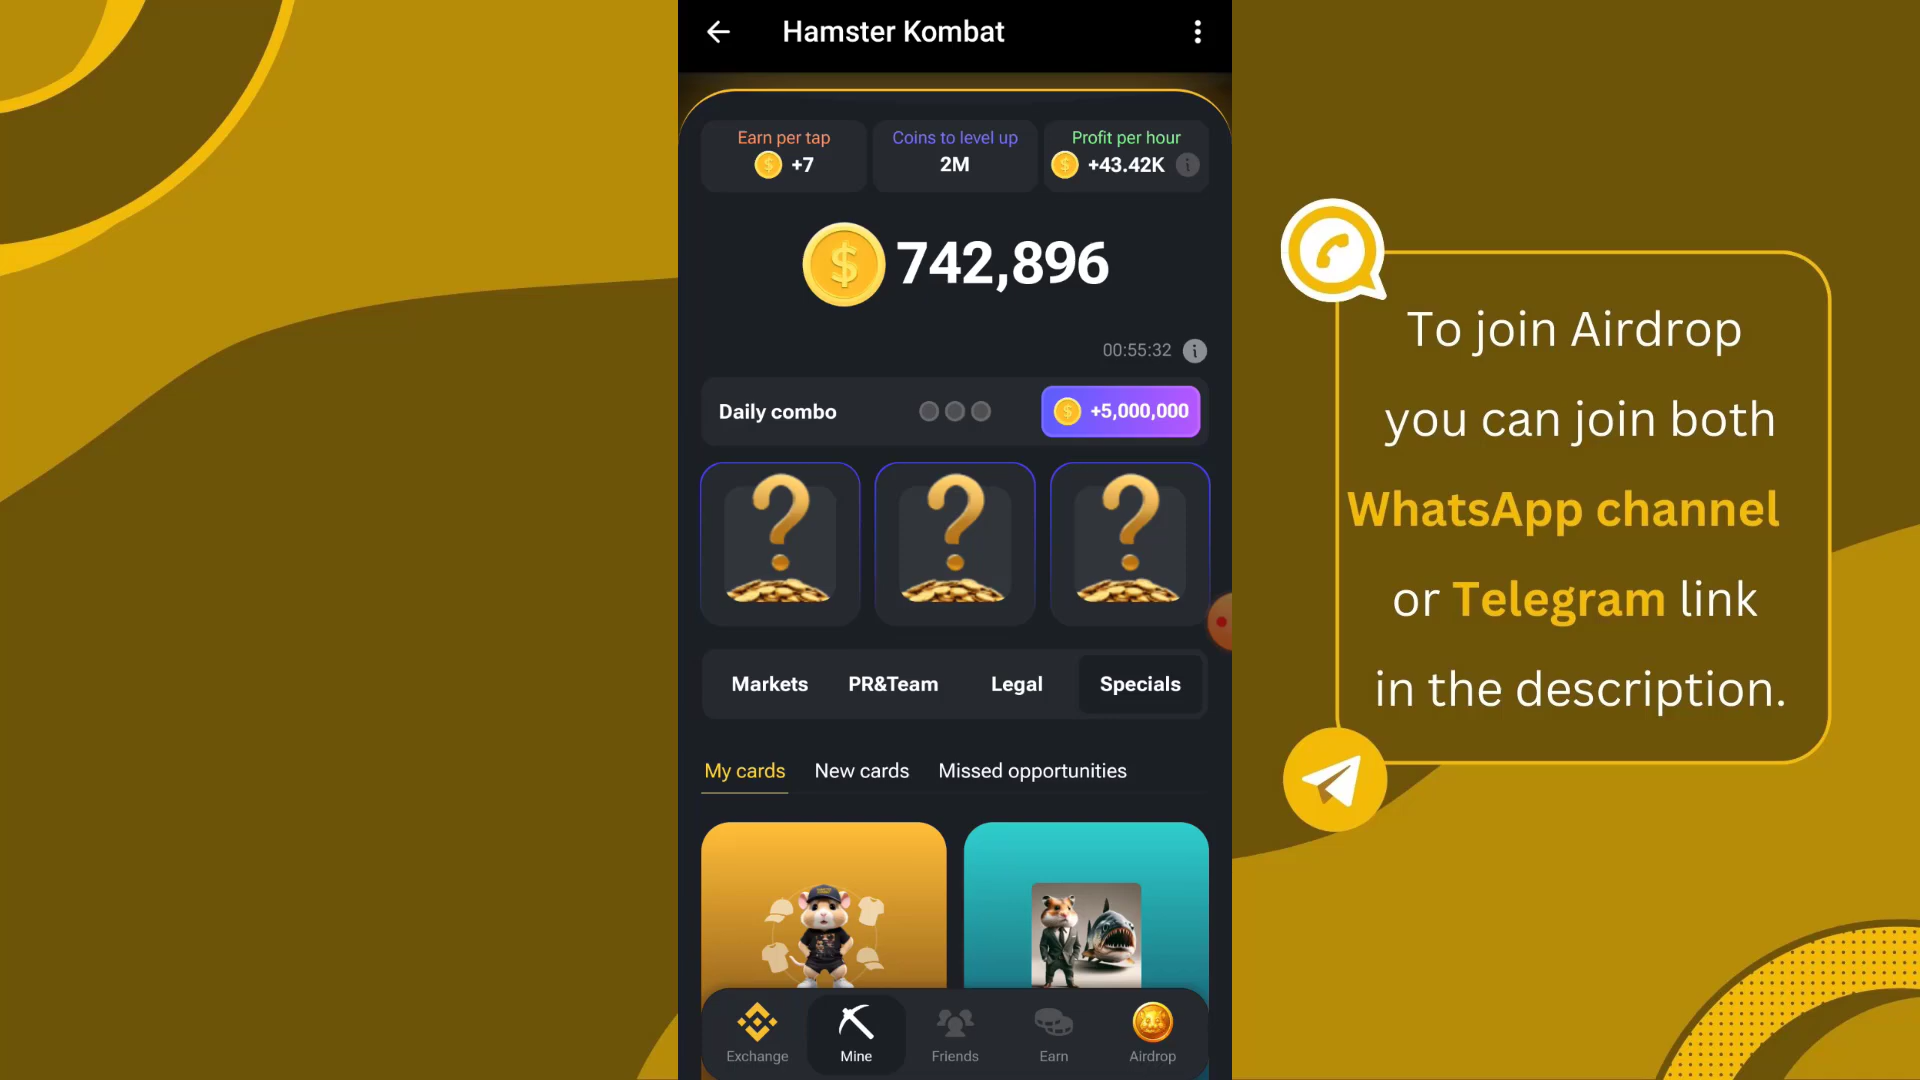 Hamster Kombat
Earn per tap
+7
Coins to level up
2M
Profit per hour
+43.42K
742,896
00:55:32
Daily combo
+5,000,000
Markets
PR&Team
Legal
Specials
My cards
New cards
Missed opportunities
Exchange
Mine
Friends
Earn
Airdrop
To join Airdrop
you can join both
WhatsApp channel
or Telegram link
in the description.